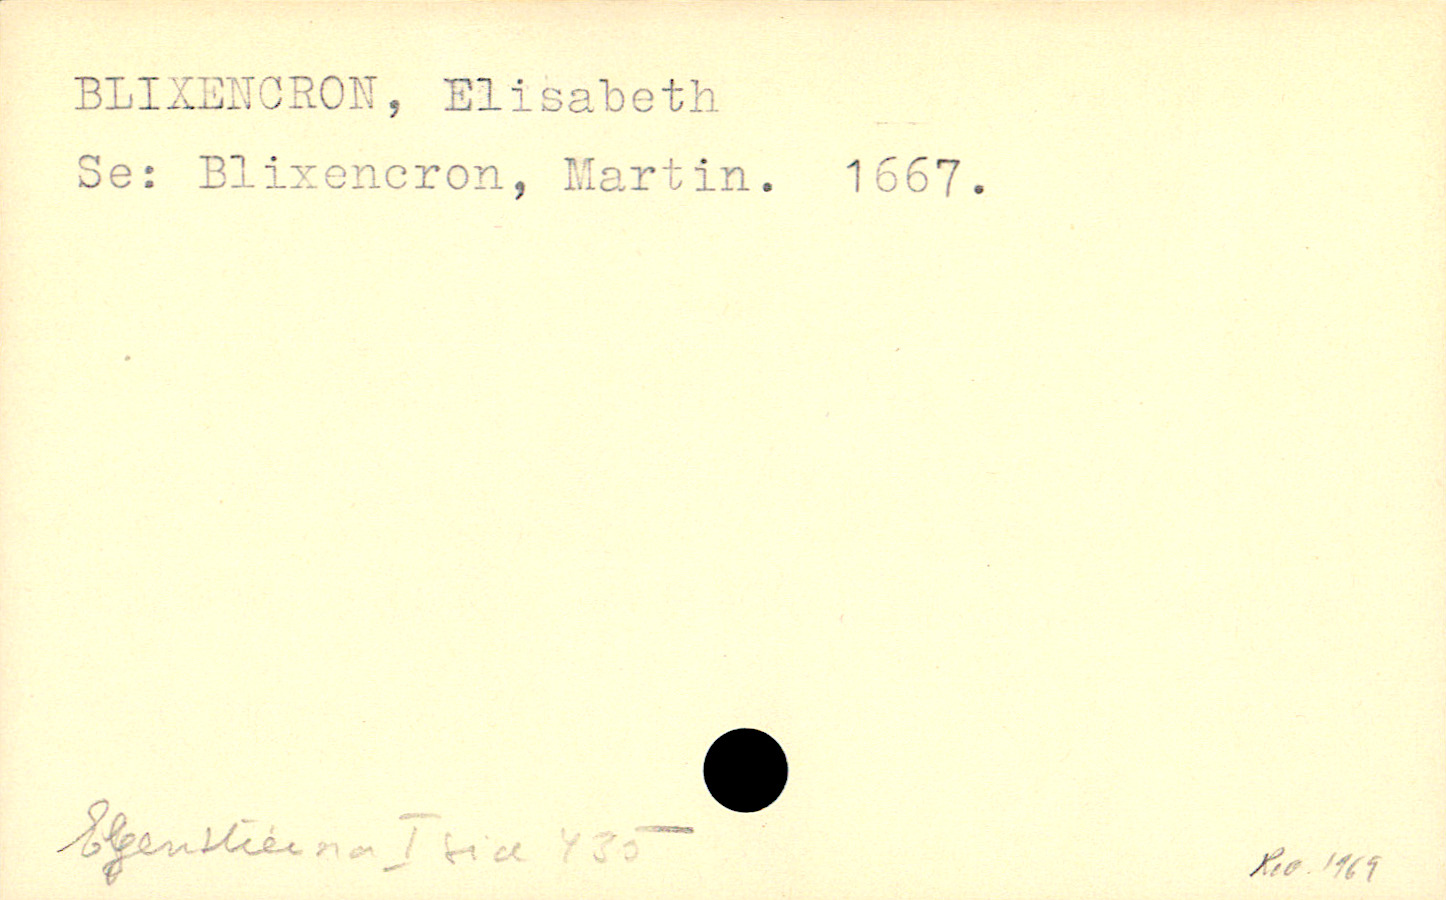 BLIXENCRON, Elisabeth
Se: Blixencron, Martin. 1667.
Elgenstierna I sid 435
Rev. 1969